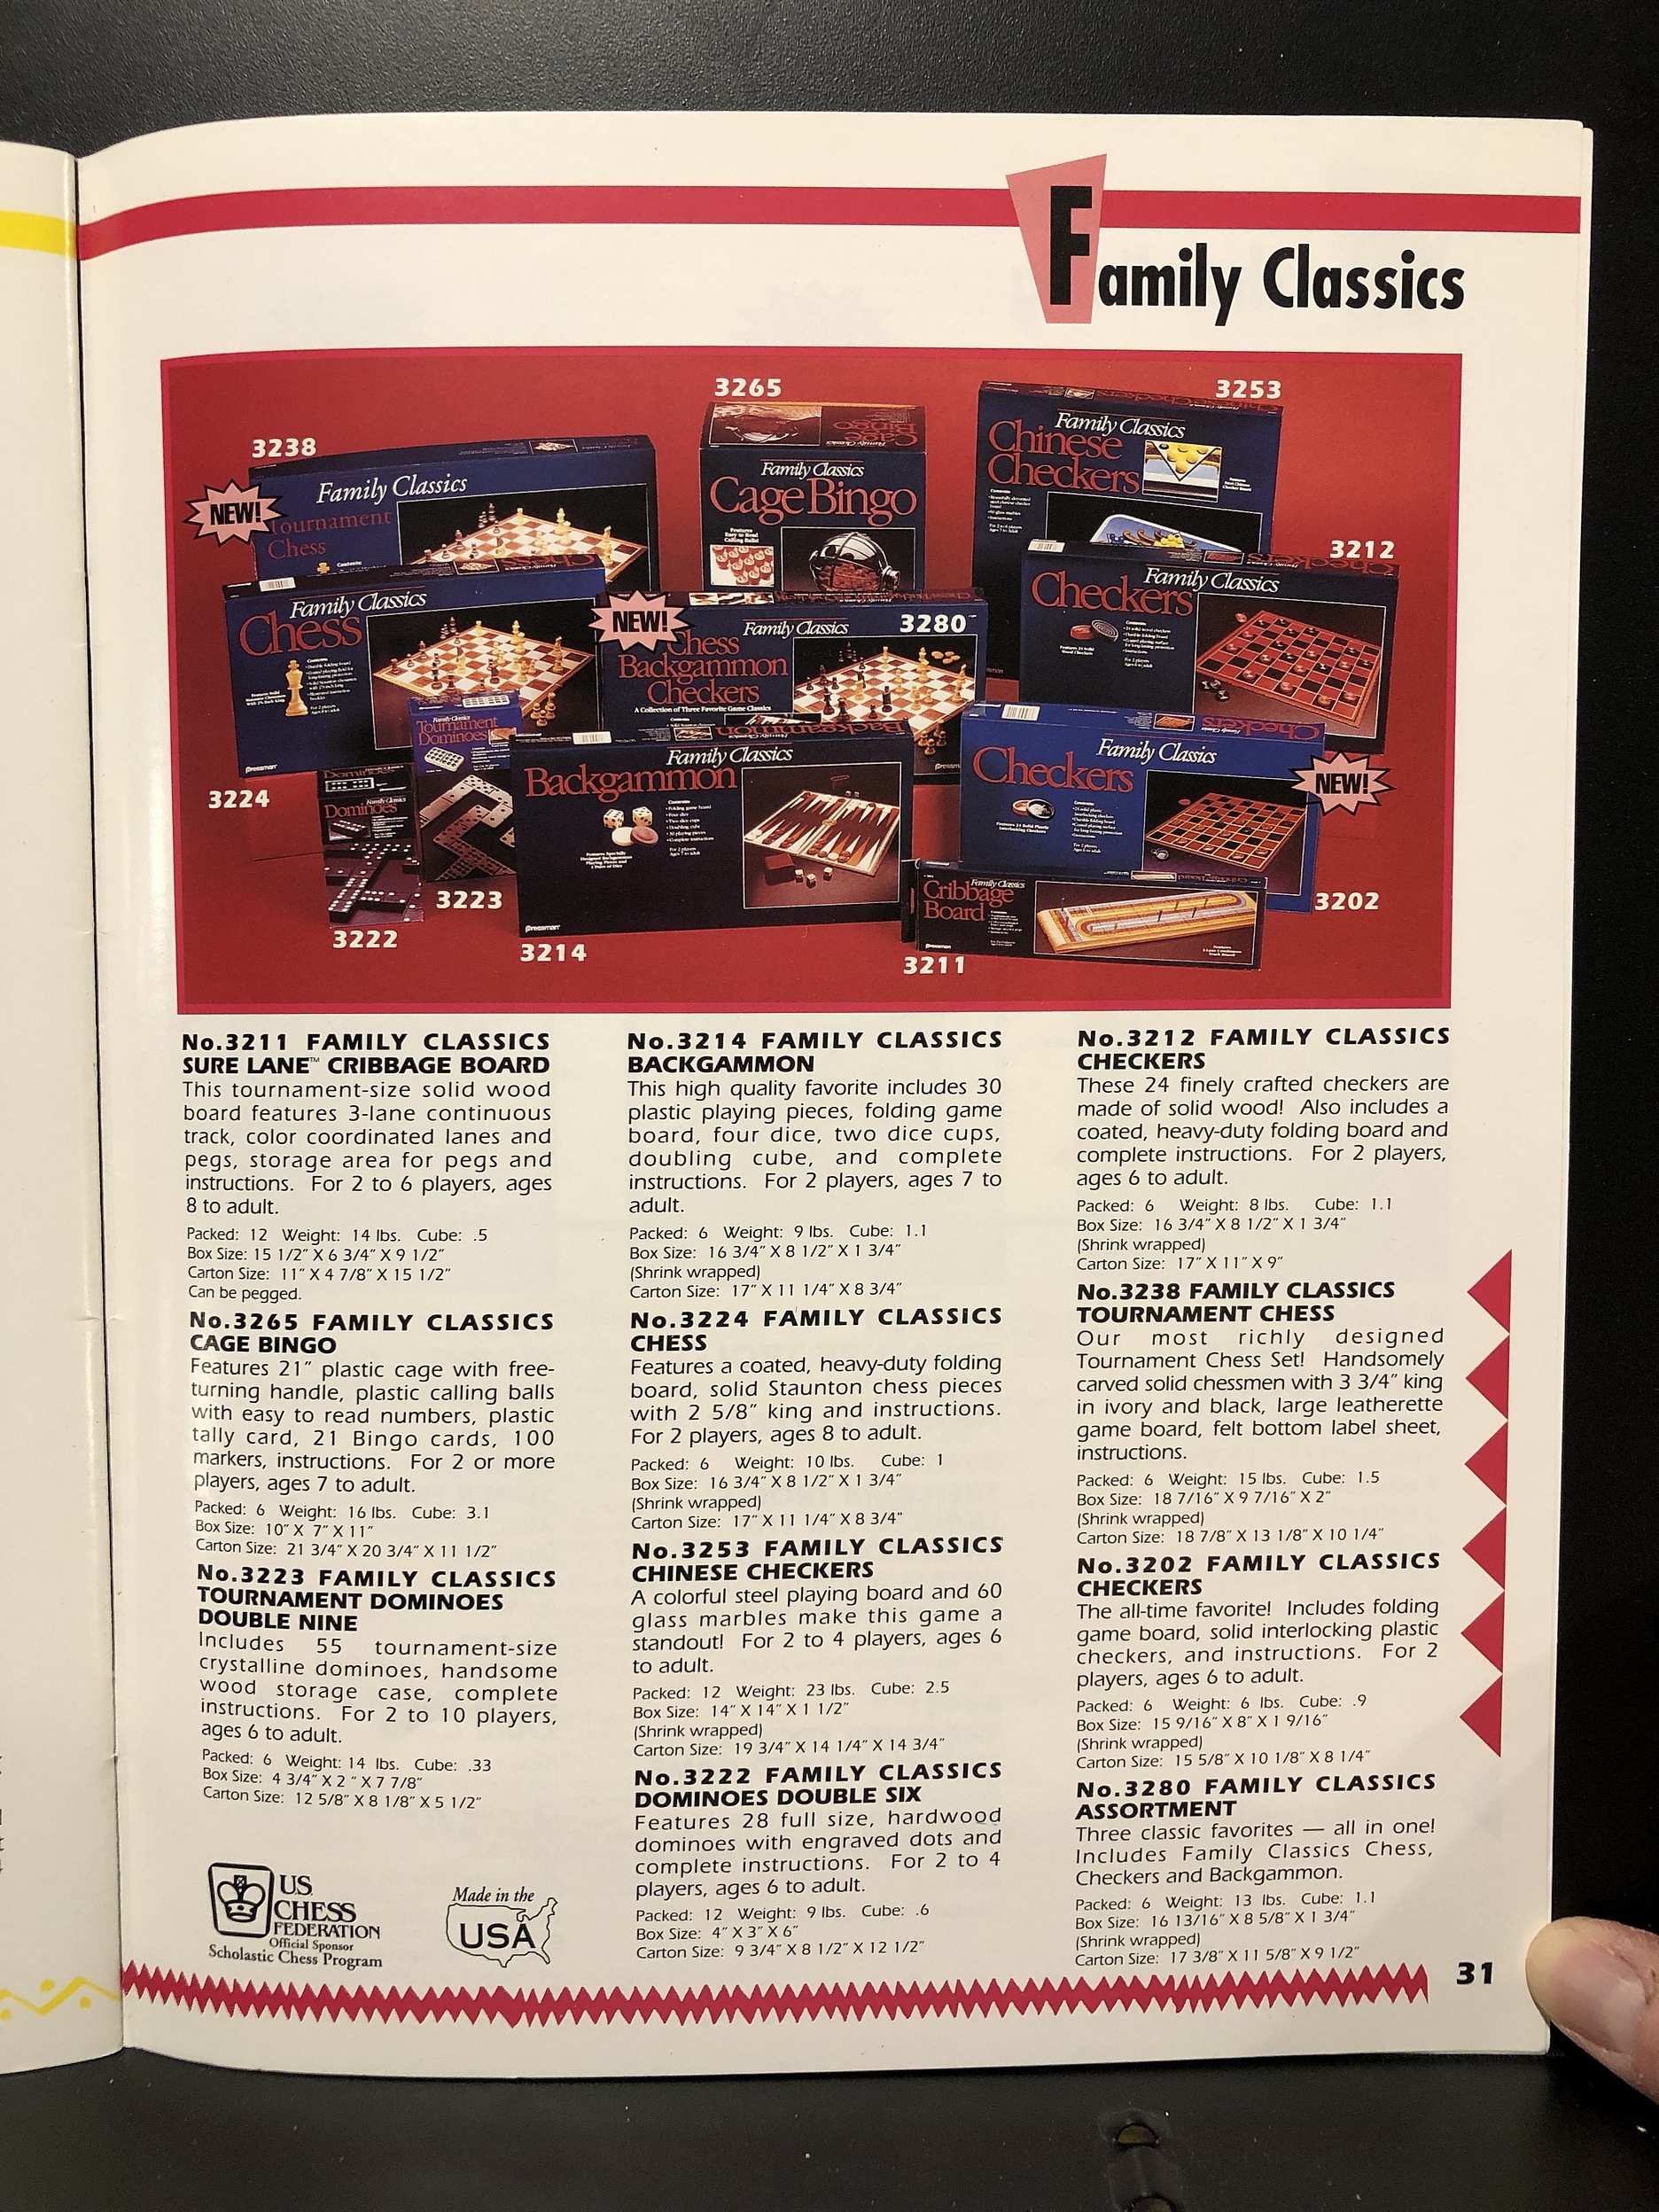 Family Classics
3265
3253
3238
NEW!
Family Classics
Tournament
Chess
Family Classics
Cage Bingo
Features
Easy to Read
Calling Balls!
Family Classics
Chinese
Checkers
3212
Family Classics
Checkers
Family Classics
Chess
NEW!
3280
Family Classics
Chess
Backgammon
Checkers
A Collection of Three Favorite Game Classics
Family Classics
Tournament
Dominoes
Family Classics
Backgammon
Family Classics
Checkers
NEW!
Pressman
3224
Dominoes
Family Classics
Dominoes
3223
3222
Pressman
3214
Family Classics
Cribbage
Board
Pressman
3202
3211
No.3211 FAMILY CLASSICS
SURE LANE™ CRIBBAGE BOARD
This tournament-size solid wood
board features 3-lane continuous
track, color coordinated lanes and
pegs, storage area for pegs and
instructions. For 2 to 6 players, ages
8 to adult.
Packed: 12 Weight: 14 lbs. Cube: .5
Box Size: 15 1/2" X 6 3/4" X 9 1/2"
Carton Size: 11" X 4 7/8" X 15 1/2"
Can be pegged.
No.3265 FAMILY CLASSICS
CAGE BINGO
Features 21" plastic cage with free-
turning handle, plastic calling balls
with easy to read numbers, plastic
tally card, 21 Bingo cards, 100
markers, instructions. For 2 or more
players, ages 7 to adult.
Packed: 6 Weight: 16 lbs. Cube: 3.1
Box Size: 10" X 7" X 11"
Carton Size: 21 3/4" X 20 3/4" X 11 1/2"
No.3223 FAMILY CLASSICS
TOURNAMENT DOMINOES
DOUBLE NINE
Includes 55 tournament-size
crystalline dominoes, handsome
wood storage case, complete
instructions. For 2 to 10 players,
ages 6 to adult.
Packed: 6 Weight: 14 lbs. Cube: .33
Box Size: 4 3/4" X 2 " X 7 7/8"
Carton Size: 12 5/8" X 8 1/8" X 5 1/2"
US
CHESS
FEDERATION
Official Sponsor
Scholastic Chess Program
Made in the
USA
No.3214 FAMILY CLASSICS
BACKGAMMON
This high quality favorite includes 30
plastic playing pieces, folding game
board, four dice, two dice cups,
doubling cube, and complete
instructions. For 2 players, ages 7 to
adult.
Packed: 6 Weight: 9 lbs. Cube: 1.1
Box Size: 16 3/4" X 8 1/2" X 1 3/4"
(Shrink wrapped)
Carton Size: 17" X 11 1/4" X 8 3/4"
No.3224 FAMILY CLASSICS
CHESS
Features a coated, heavy-duty folding
board, solid Staunton chess pieces
with 2 5/8" king and instructions.
For 2 players, ages 8 to adult.
Packed: 6 Weight: 10 lbs. Cube: 1
Box Size: 16 3/4" X 8 1/2" X 1 3/4"
(Shrink wrapped)
Carton Size: 17" X 11 1/4" X 8 3/4"
No.3253 FAMILY CLASSICS
CHINESE CHECKERS
A colorful steel playing board and 60
glass marbles make this game a
standout! For 2 to 4 players, ages 6
to adult.
Packed: 12 Weight: 23 lbs. Cube: 2.5
Box Size: 14" X 14" X 1 1/2"
(Shrink wrapped)
Carton Size: 19 3/4" X 14 1/4" X 14 3/4"
No.3222 FAMILY CLASSICS
DOMINOES DOUBLE SIX
Features 28 full size, hardwood
dominoes with engraved dots and
complete instructions. For 2 to 4
players, ages 6 to adult.
Packed: 12 Weight: 9 lbs. Cube: .6
Box Size: 4" X 3" X 6"
Carton Size: 9 3/4" X 8 1/2" X 12 1/2"
No.3212 FAMILY CLASSICS
CHECKERS
These 24 finely crafted checkers are
made of solid wood! Also includes a
coated, heavy-duty folding board and
complete instructions. For 2 players,
ages 6 to adult.
Packed: 6 Weight: 8 lbs. Cube: 1.1
Box Size: 16 3/4" X 8 1/2" X 1 3/4"
(Shrink wrapped)
Carton Size: 17" X 11" X 9"
No.3238 FAMILY CLASSICS
TOURNAMENT CHESS
Our most richly designed
Tournament Chess Set! Handsomely
carved solid chessmen with 3 3/4" king
in ivory and black, large leatherette
game board, felt bottom label sheet,
instructions.
Packed: 6 Weight: 15 lbs. Cube: 1.5
Box Size: 18 7/16" X 9 7/16" X 2"
(Shrink wrapped)
Carton Size: 18 7/8" X 13 1/8" X 10 1/4"
No.3202 FAMILY CLASSICS
CHECKERS
The all-time favorite! Includes folding
game board, solid interlocking plastic
checkers, and instructions. For 2
players, ages 6 to adult.
Packed: 6 Weight: 6 lbs. Cube: .9
Box Size: 15 9/16" X 8" X 1 9/16"
(Shrink wrapped)
Carton Size: 15 5/8" X 10 1/8" X 8 1/4"
No.3280 FAMILY CLASSICS
ASSORTMENT
Three classic favorites — all in one!
Includes Family Classics Chess,
Checkers and Backgammon.
Packed: 6 Weight: 13 lbs. Cube: 1.1
Box Size: 16 13/16" X 8 5/8" X 1 3/4"
(Shrink wrapped)
Carton Size: 17 3/8" X 11 5/8" X 9 1/2"
31